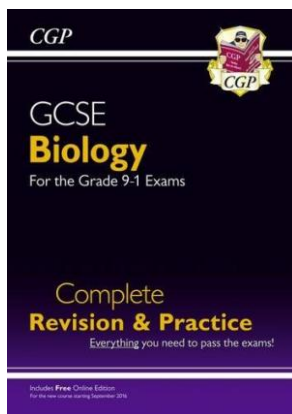 CGP
CGP
CGP
GCSE
Biology
For the Grade 9-1 Exams
Complete
Revision & Practice
Everything you need to pass the exams!
Includes Free Online Edition
For the new course starting September 2016